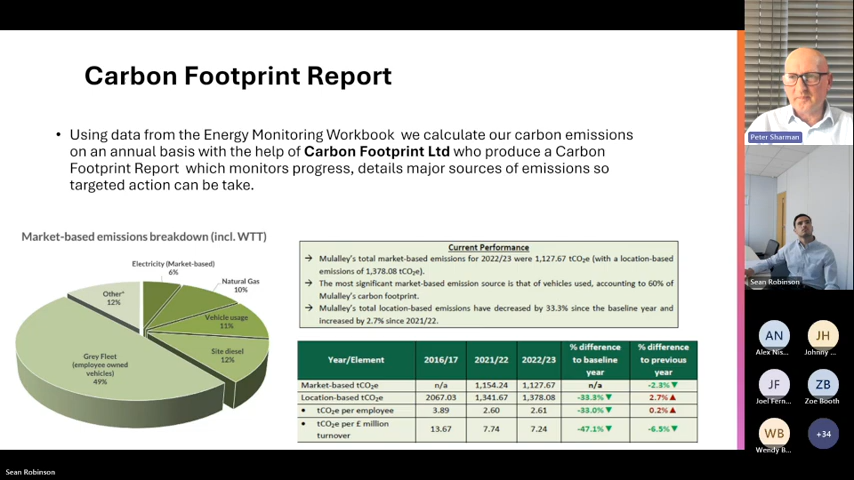 Carbon Footprint Report
• Using data from the Energy Monitoring Workbook we calculate our carbon emissions
on an annual basis with the help of Carbon Footprint Ltd who produce a Carbon
Footprint Report which monitors progress, details major sources of emissions so
targeted action can be take.
Market-based emissions breakdown (incl. WTT)
Electricity (Market-based)
6%
Natural Gas
10%
Vehicle usage
11%
Site diesel
12%
Grey Fleet
(employee owned
vehicles)
49%
Other*
12%
Current Performance
→ Mulalley's total market-based emissions for 2022/23 were 1,127.67 tCO₂e (with a location-based
emissions of 1,378.08 tCO₂e).
→ The most significant market-based emission source is that of vehicles used, accounting to 60% of
Mulalley's carbon footprint.
→ Mulalley's total location-based emissions have decreased by 33.3% since the baseline year and
increased by 2.7% since 2021/22.
Year/Element 2016/17 2021/22 2022/23 % difference to baseline year % difference to previous year
Market-based tCO₂e n/a 1,154.24 1,127.67 n/a -2.3% ▼
Location-based tCO₂e 2067.03 1,341.67 1,378.08 -33.3% ▼ 2.7% ▲
• tCO₂e per employee 3.89 2.60 2.61 -33.0% ▼ 0.2% ▲
• tCO₂e per £ million turnover 13.67 7.74 7.24 -47.1% ▼ -6.5% ▼
Peter Sharman
Sean Robinson
AN
Alex Nis...
JH
Johnny ...
JF
Joel Fern...
ZB
Zoe Booth
WB
Wendy B...
+34
Sean Robinson